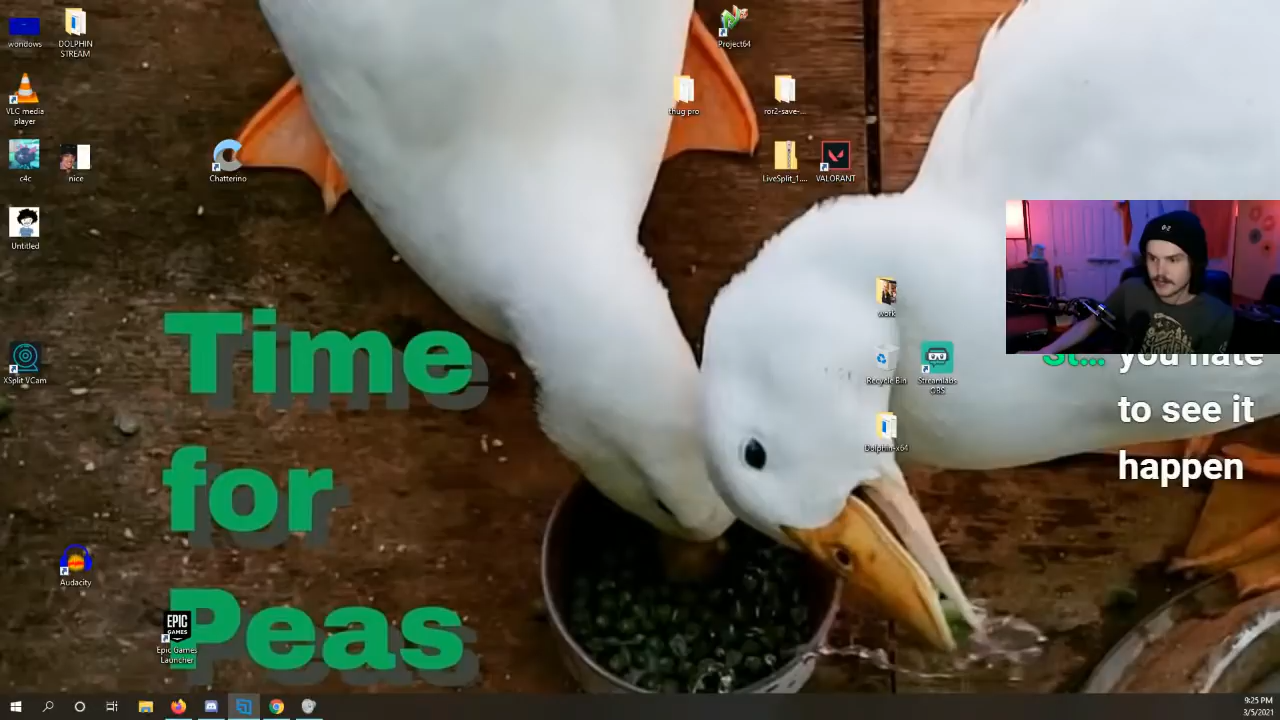 wondows
DOLPHIN
STREAM
Project64
VLC media
player
thug pro
ror2-save-...
c4c
nice
Chatterino
LiveSplit_1....
VALORANT
Untitled
work
Time
for
Peas
XSplit VCam
Recycle Bin
Streamlabs
OBS
St... you hate
to see it
happen
Dolphin-x64
Audacity
EPIC
GAMES
Epic Games
Launcher
9:25 PM
3/5/2021